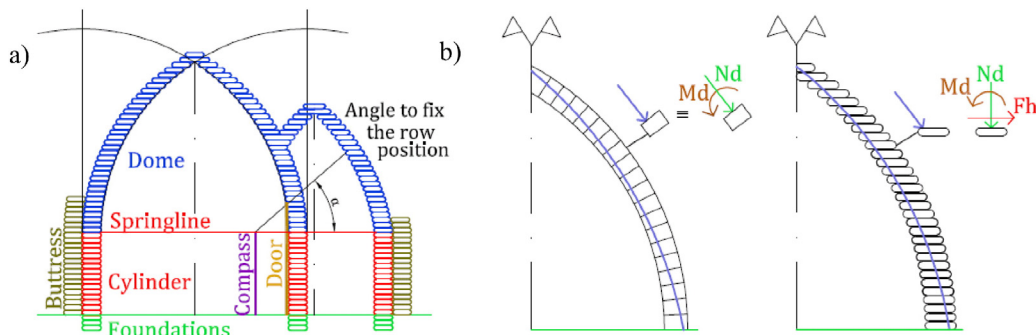 a)
Dome
Angle to fix
the row
position
α
Springline
Buttress
Cylinder
Compass
Door
Foundations
b)
Nd
Md
≡
Nd
Md
Fh